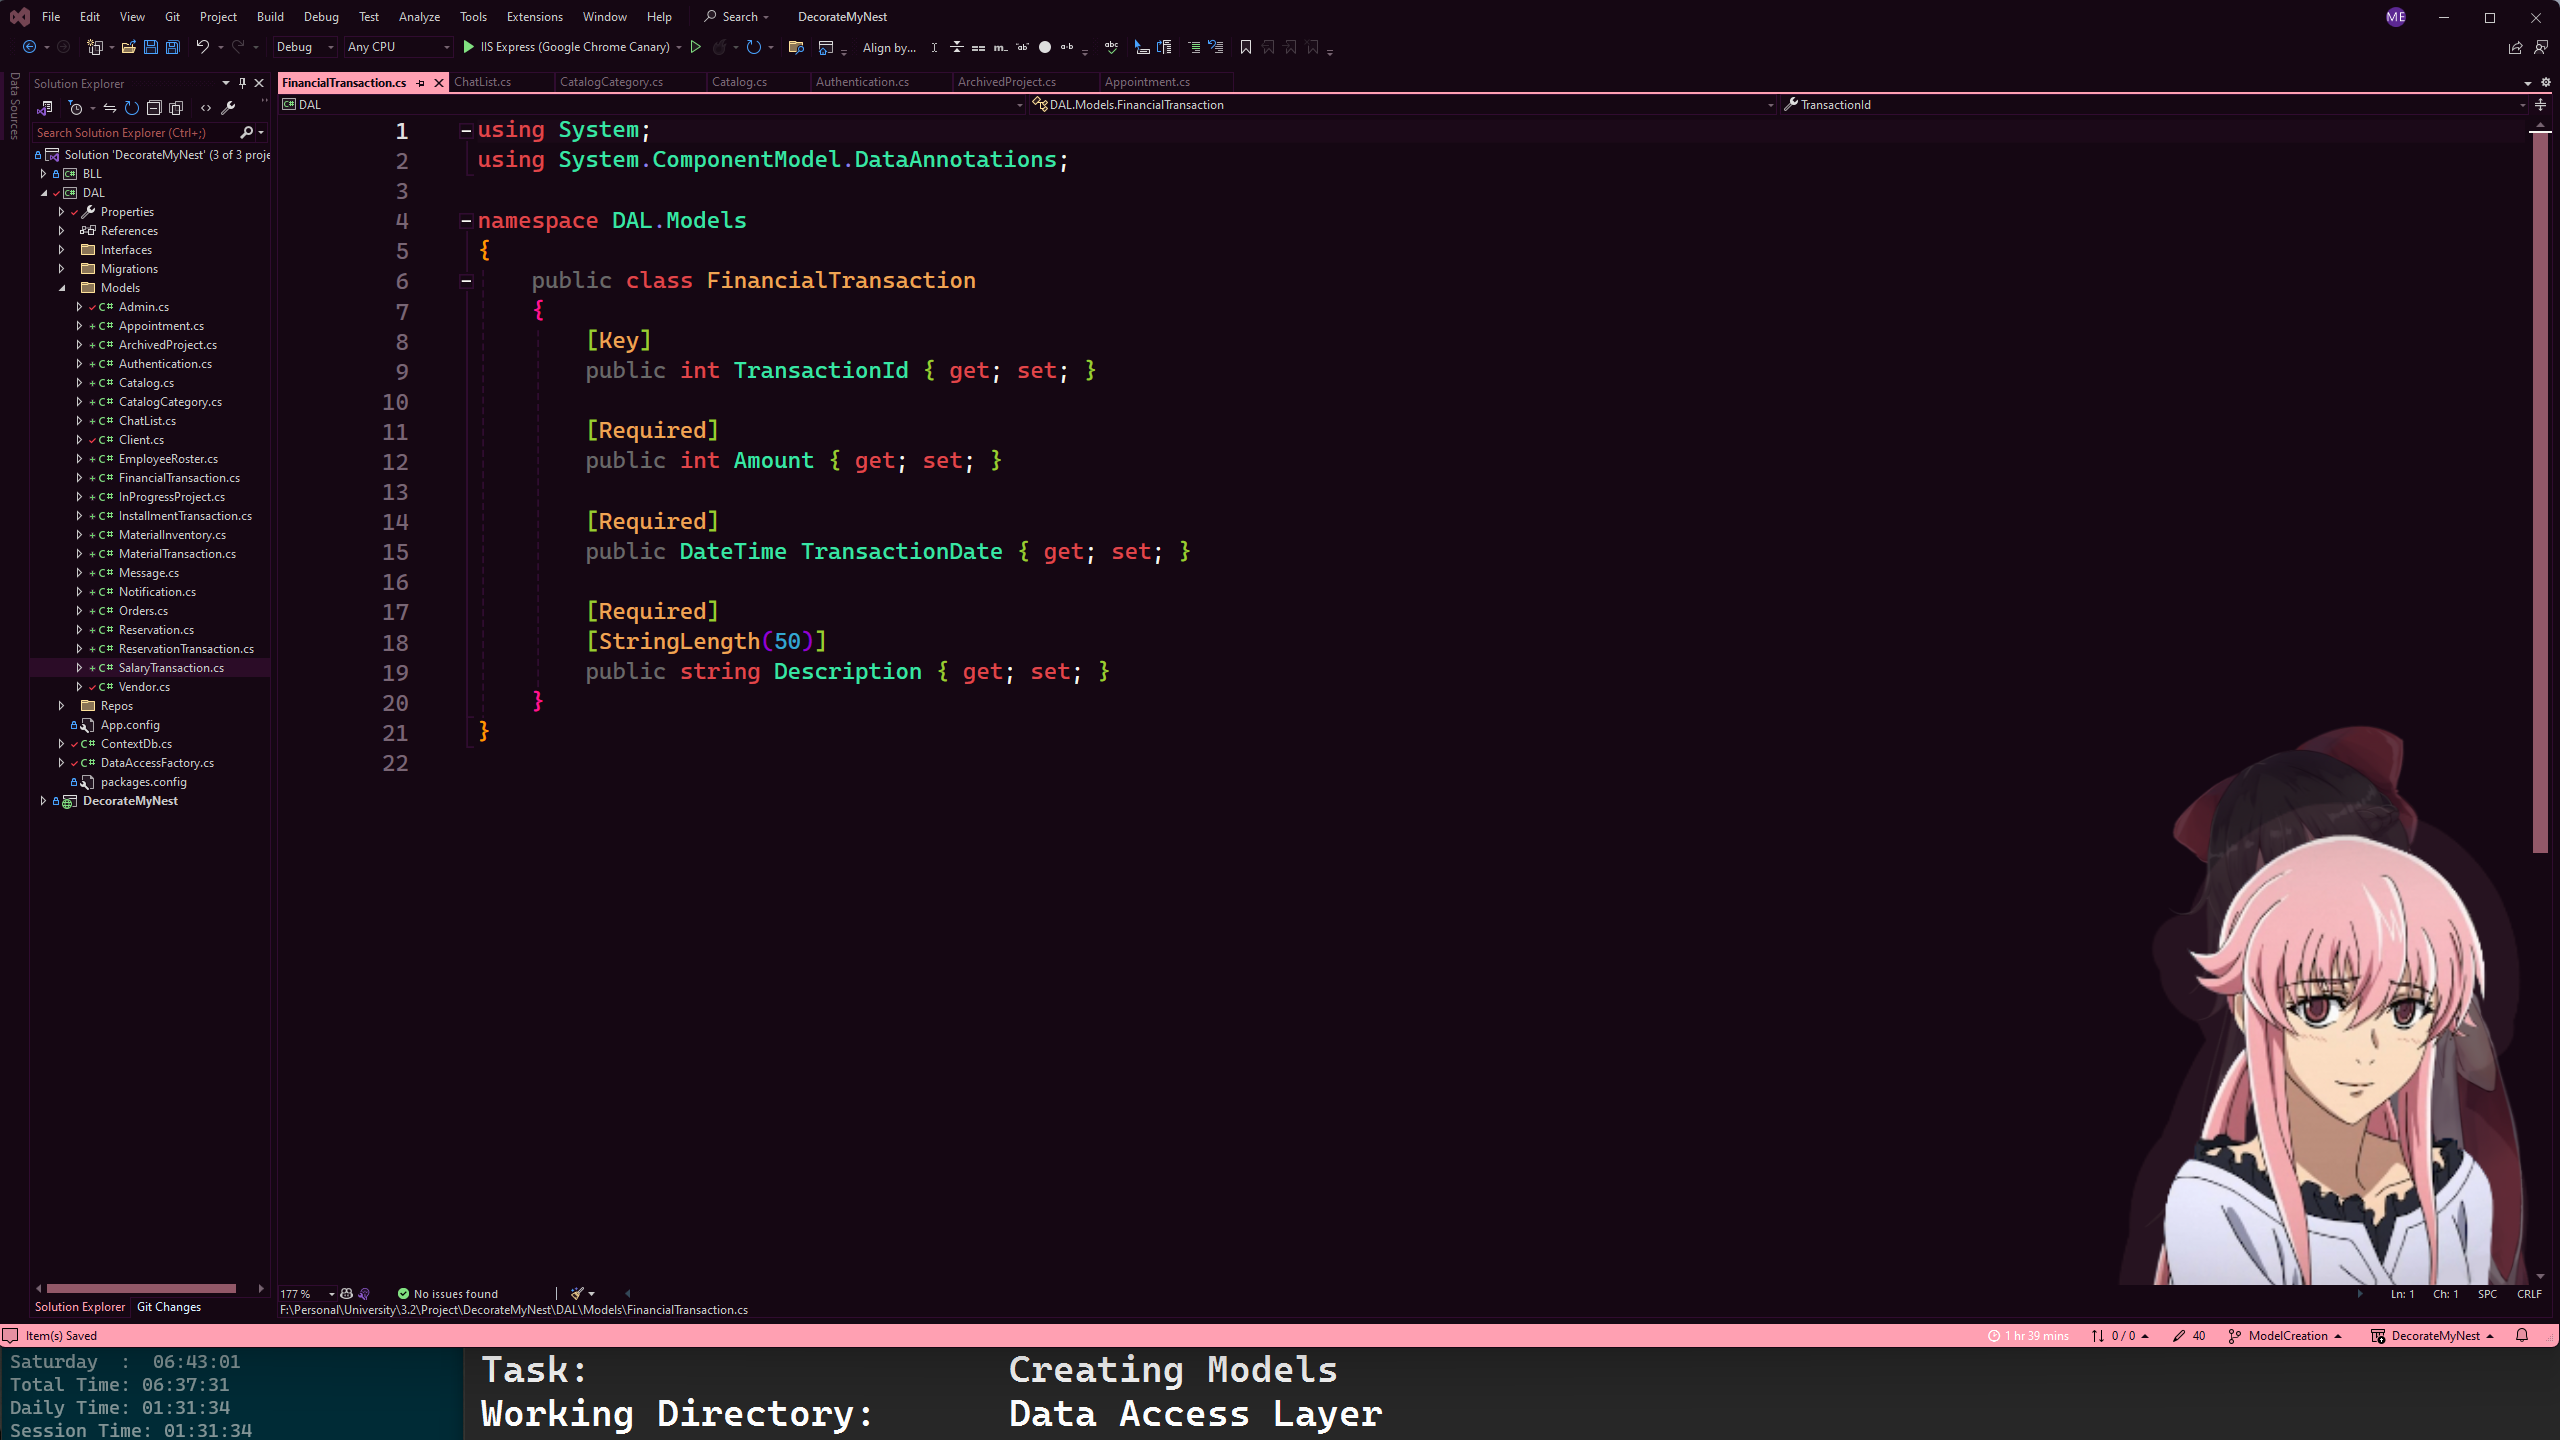 File Edit View Git Project Build Debug Test Analyze Tools Extensions Window Help Search DecorateMyNest ME
Debug Any CPU IIS Express (Google Chrome Canary) Align by...
Data Sources
Solution Explorer
Search Solution Explorer (Ctrl+;)
Solution 'DecorateMyNest' (3 of 3 proje
BLL
DAL
Properties
References
Interfaces
Migrations
Models
C# Admin.cs
C# Appointment.cs
C# ArchivedProject.cs
C# Authentication.cs
C# Catalog.cs
C# CatalogCategory.cs
C# ChatList.cs
C# Client.cs
C# EmployeeRoster.cs
C# FinancialTransaction.cs
C# InProgressProject.cs
C# InstallmentTransaction.cs
C# MaterialInventory.cs
C# MaterialTransaction.cs
C# Message.cs
C# Notification.cs
C# Orders.cs
C# Reservation.cs
C# ReservationTransaction.cs
C# SalaryTransaction.cs
C# Vendor.cs
Repos
App.config
C# ContextDb.cs
C# DataAccessFactory.cs
packages.config
DecorateMyNest
Solution Explorer Git Changes
FinancialTransaction.cs ChatList.cs CatalogCategory.cs Catalog.cs Authentication.cs ArchivedProject.cs Appointment.cs
C# DAL DAL.Models.FinancialTransaction TransactionId
1 using System;
2 using System.ComponentModel.DataAnnotations;
3
4 namespace DAL.Models
5 {
6 public class FinancialTransaction
7 {
8 [Key]
9 public int TransactionId { get; set; }
10
11 [Required]
12 public int Amount { get; set; }
13
14 [Required]
15 public DateTime TransactionDate { get; set; }
16
17 [Required]
18 [StringLength(50)]
19 public string Description { get; set; }
20 }
21 }
22
177 % No issues found Ln: 1 Ch: 1 SPC CRLF
F:\Personal\University\3.2\Project\DecorateMyNest\DAL\Models\FinancialTransaction.cs
Item(s) Saved 1 hr 39 mins 0 / 0 40 ModelCreation DecorateMyNest
Saturday : 06:43:01
Total Time: 06:37:31
Daily Time: 01:31:34
Session Time: 01:31:34
Task: Creating Models
Working Directory: Data Access Layer